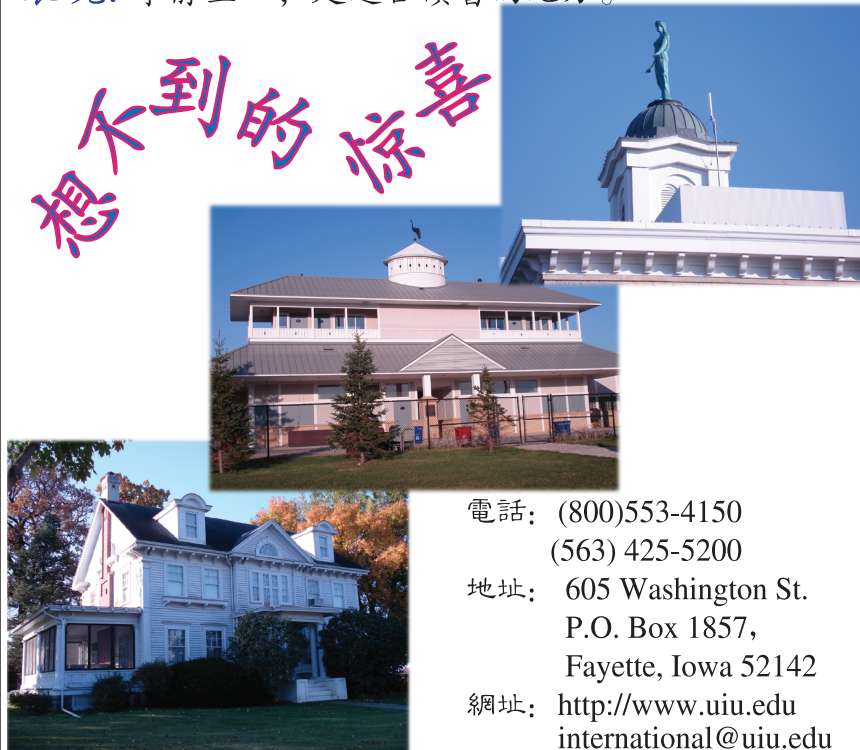 想不到的惊喜
電話: (800)553-4150
(563) 425-5200
地址: 605 Washington St.
P.O. Box 1857,
Fayette, Iowa 52142
網址: http://www.uiu.edu
international@uiu.edu